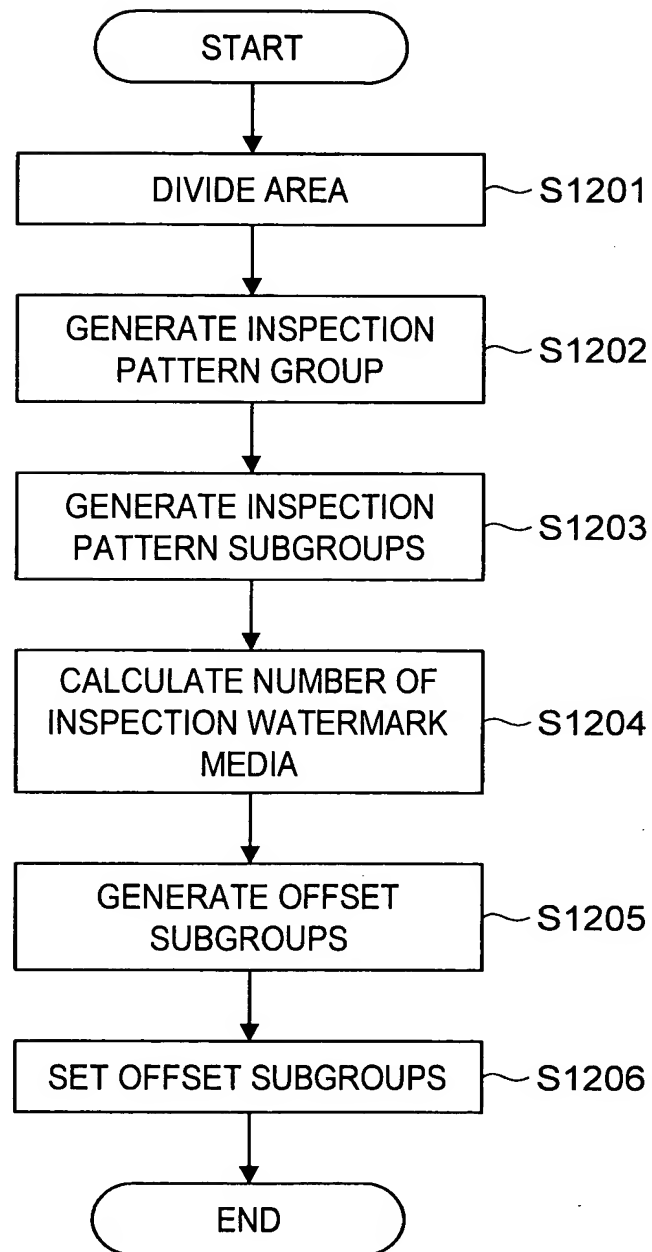 START
DIVIDE AREA
S1201
GENERATE INSPECTION
PATTERN GROUP
S1202
GENERATE INSPECTION
PATTERN SUBGROUPS
S1203
CALCULATE NUMBER OF
INSPECTION WATERMARK
MEDIA
S1204
GENERATE OFFSET
SUBGROUPS
S1205
SET OFFSET SUBGROUPS
S1206
END